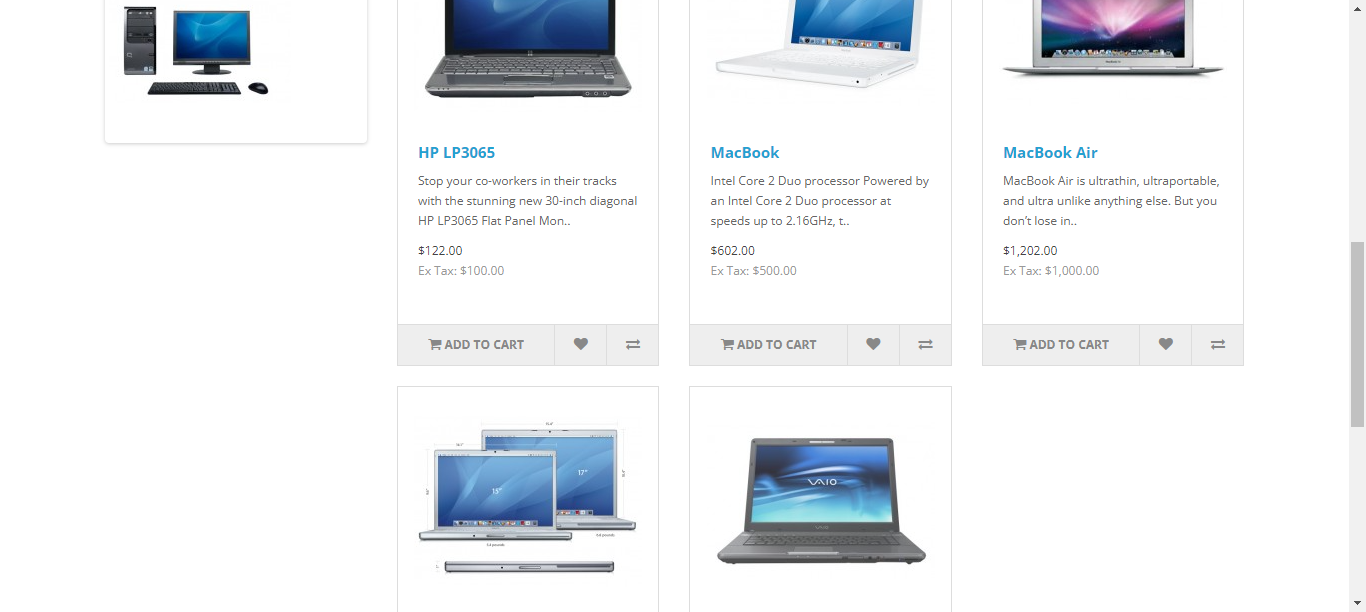 HP LP3065
Stop your co-workers in their tracks
with the stunning new 30-inch diagonal
HP LP3065 Flat Panel Mon..
$122.00
Ex Tax: $100.00
ADD TO CART
MacBook
Intel Core 2 Duo processor Powered by
an Intel Core 2 Duo processor at
speeds up to 2.16GHz, t..
$602.00
Ex Tax: $500.00
ADD TO CART
MacBook Air
MacBook Air is ultrathin, ultraportable,
and ultra unlike anything else. But you
don’t lose in..
$1,202.00
Ex Tax: $1,000.00
ADD TO CART
15"
17"
VAIO